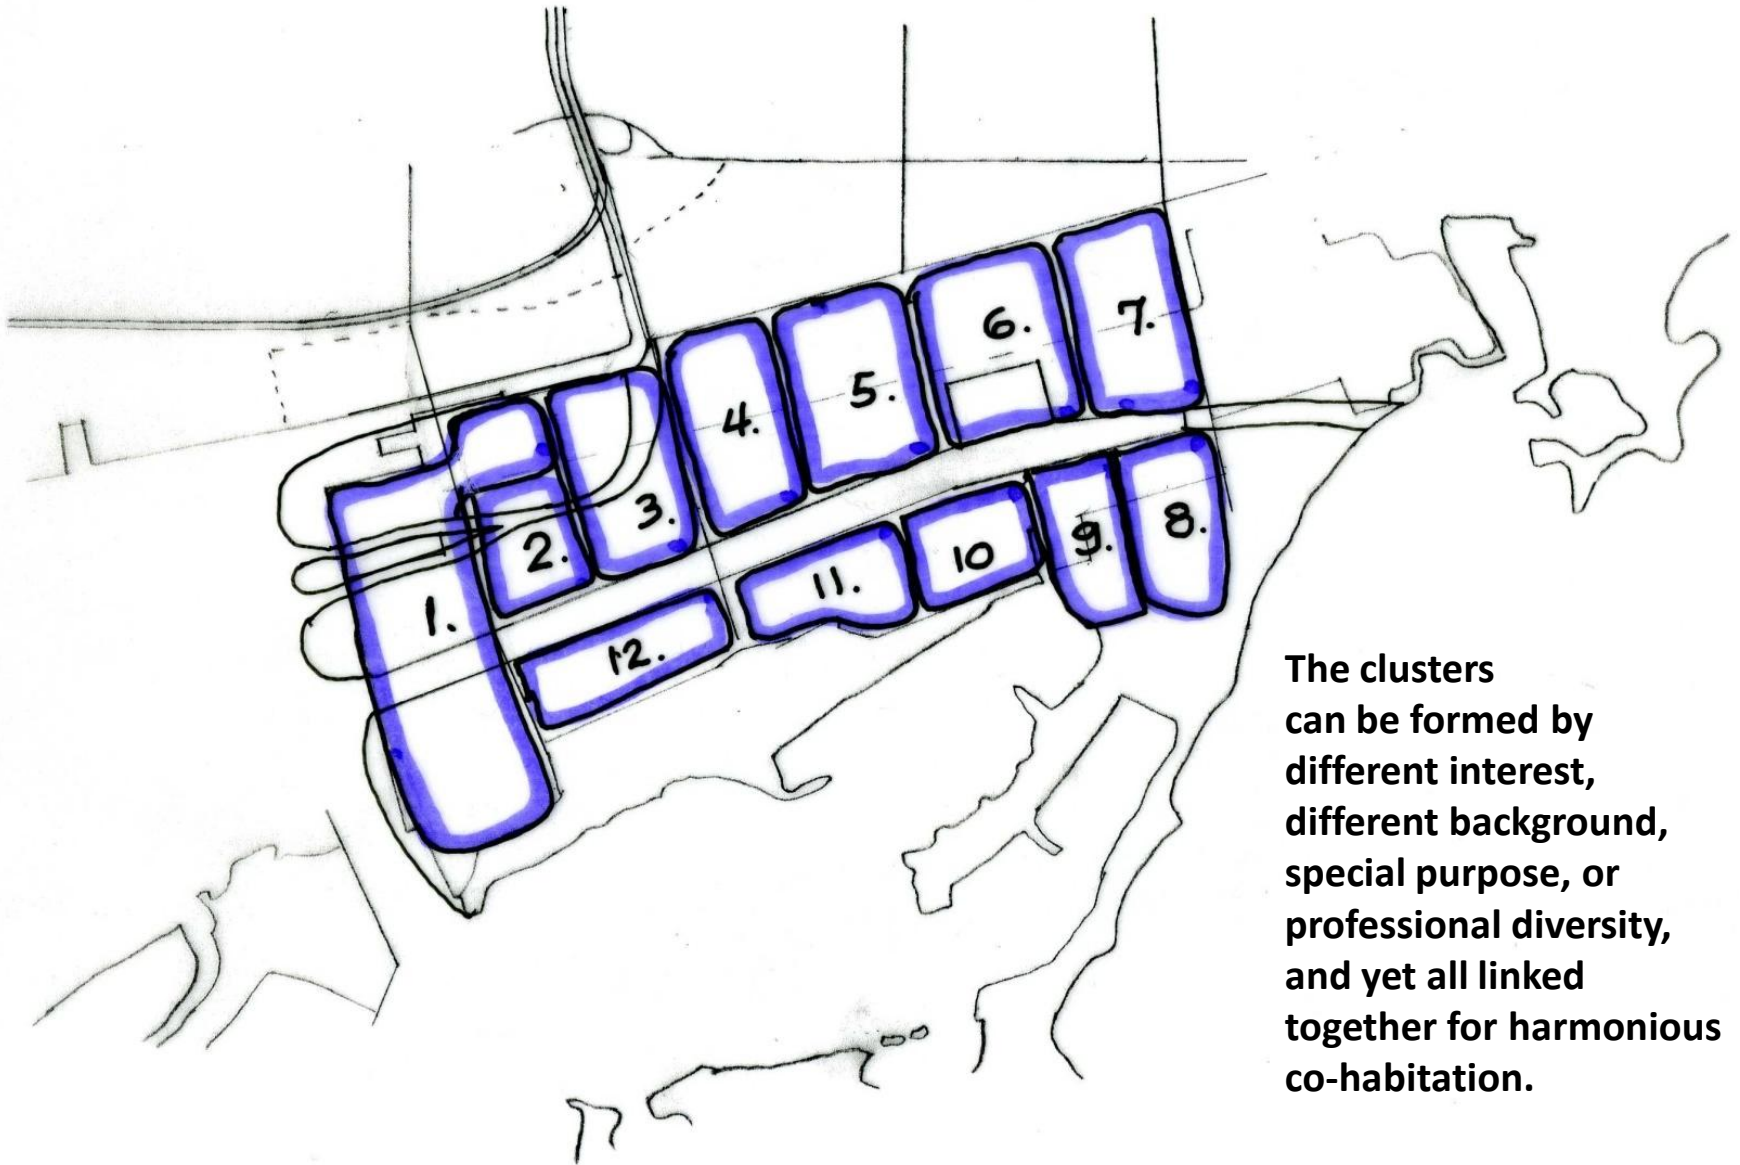 7.
6.
5.
4.
3.
2.
1.
8.
9.
10
11.
12.
The clusters
can be formed by
different interest,
different background,
special purpose, or
professional diversity,
and yet all linked
together for harmonious
co-habitation.